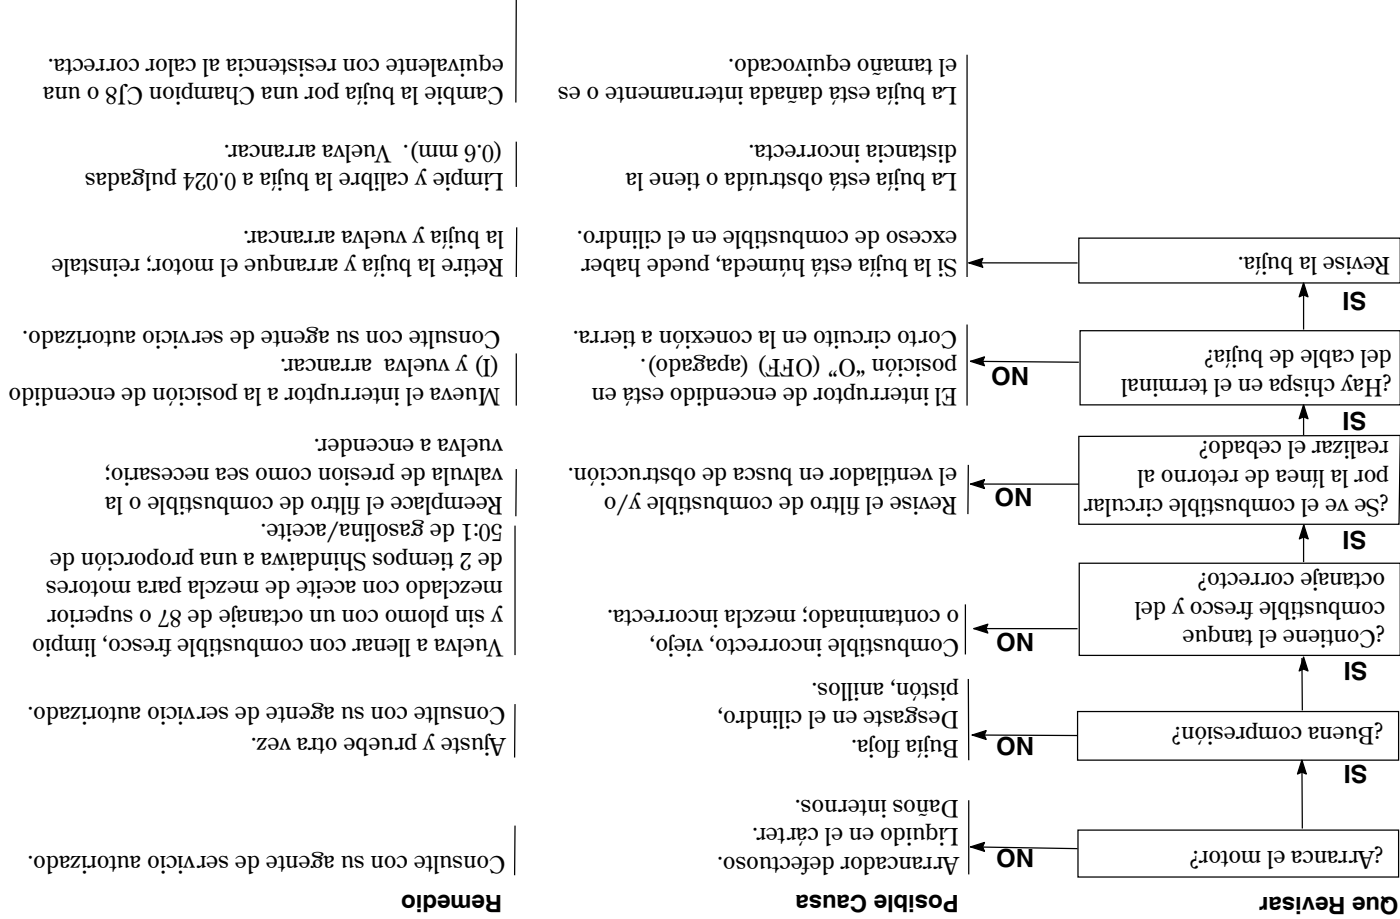 Que Revisar
Posible Causa
Remedio
¿Arranca el motor?
NO
Arrancador defectuoso.
Liquido en el cárter.
Daños internos.
Consulte con su agente de servicio autorizado.
SI
¿Buena compresión?
NO
Bujía floja.
Desgaste en el cilindro,
pistón, anillos.
Ajuste y pruebe otra vez.
Consulte con su agente de servicio autorizado.
SI
¿Contiene el tanque
combustible fresco y del
octanaje correcto?
NO
Combustible incorrecto, viejo,
o contaminado; mezcla incorrecta.
Vuelva a llenar con combustible fresco, limpio
y sin plomo con un octanaje de 87 o superior
mezclado con aceite de mezcla para motores
de 2 tiempos Shindaiwa a una proporción de
50:1 de gasolina/aceite.
SI
¿Se ve el combustible circular
por la línea de retorno al
realizar el cebado?
NO
Revise el filtro de combustible y/o
el ventilador en busca de obstrucción.
Reemplace el filtro de combustible o la
valvula de presion como sea necesario;
vuelva a encender.
SI
¿Hay chispa en el terminal
del cable de bujía?
NO
El interruptor de encendido está en
posición "O" (OFF) (apagado).
Corto circuito en la conexión a tierra.
Mueva el interruptor a la posición de encendido
(I) y vuelva arrancar.
Consulte con su agente de servicio autorizado.
SI
Revise la bujía.
Si la bujía está húmeda, puede haber
exceso de combustible en el cilindro.
Retire la bujía y arranque el motor; reinstale
la bujía y vuelva arrancar.
La bujía está obstruída o tiene la
distancia incorrecta.
Limpie y calibre la bujía a 0.024 pulgadas
(0.6 mm). Vuelva arrancar.
La bujía está dañada internamente o es
el tamaño equivocado.
Cambie la bujía por una Champion CJ8 o una
equivalente con resistencia al calor correcta.